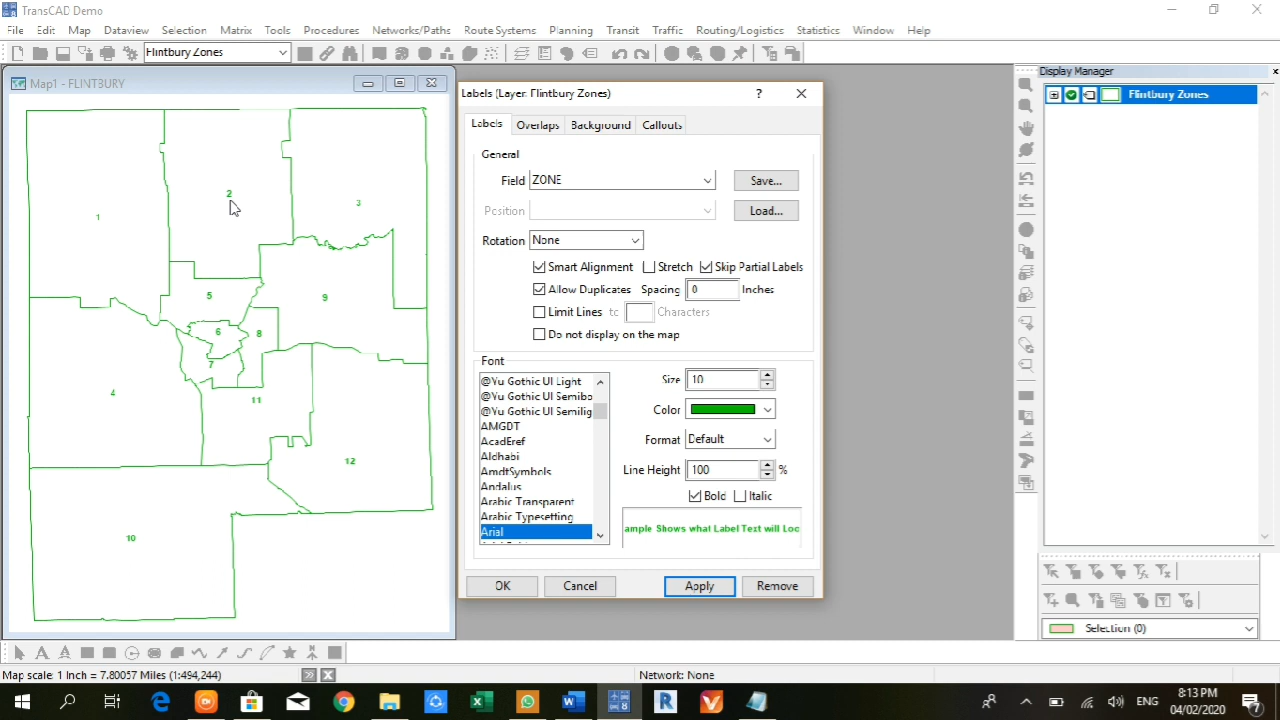 TransCAD Demo
File Edit Map Dataview Selection Matrix Tools Procedures Networks/Paths Route Systems Planning Transit Traffic Routing/Logistics Statistics Window Help
Flintbury Zones
Map1 - FLINTBURY
1
2
3
4
5
6
7
8
9
10
11
12
Labels (Layer: Flintbury Zones)
?
Labels Overlaps Background Callouts
General
Field ZONE Save...
Position Load...
Rotation None
Smart Alignment Stretch Skip Partial Labels
Allow Duplicates Spacing 0 Inches
Limit Lines to Characters
Do not display on the map
Font
@Yu Gothic UI Light
@Yu Gothic UI Semibo
@Yu Gothic UI Semilig
AMGDT
AcadEref
Aldhabi
AmdtSymbols
Andalus
Arabic Transparent
Arabic Typesetting
Arial
Size 10
Color
Format Default
Line Height 100 %
Bold Italic
ample Shows what Label Text will Loo
OK Cancel Apply Remove
Display Manager
Flintbury Zones
Selection (0)
Map scale: 1 Inch = 7.80057 Miles (1:494,244)
Network: None
ENG
8:13 PM
04/02/2020
7